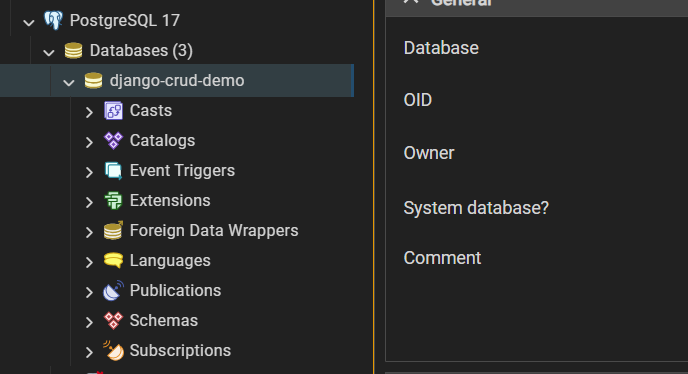 PostgreSQL 17
Databases (3)
django-crud-demo
Casts
Catalogs
Event Triggers
Extensions
Foreign Data Wrappers
Languages
Publications
Schemas
Subscriptions
General
Database
OID
Owner
System database?
Comment